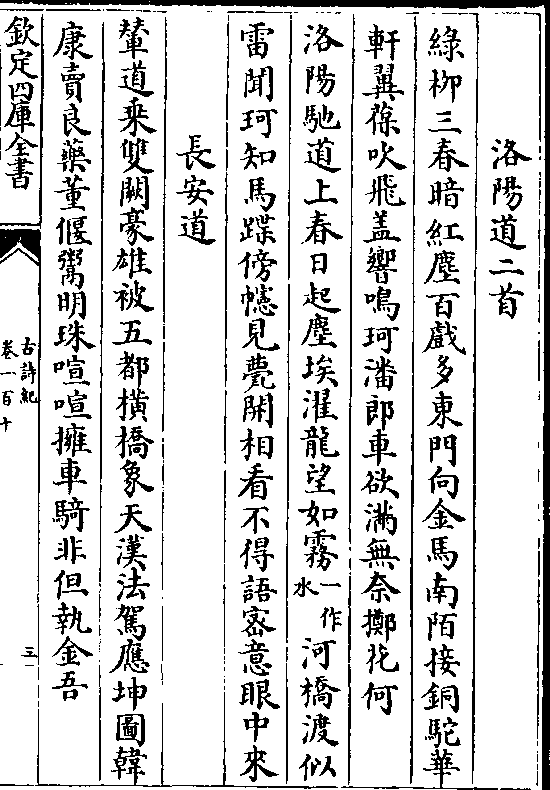 洛陽道二首
綠栁三春暗紅塵百戲多東門向金馬南陌接銅駝華
軒翼葆吹飛盖響鳴珂潘郎車欲滿無奈擲花何
洛陽馳道上春日起塵埃濯龍望如霧一作水河橋渡似
雷聞珂知馬蹀傍幰見甍開相看不得語宻意眼中來
長安道
輦道乘雙闕豪雄被五都橫橋象天漢法駕應坤圖韓
康賣良藥董偃鬻明珠喧喧擁車騎非但執金吾
欽定四庫全書
古詩紀
卷一百十
三